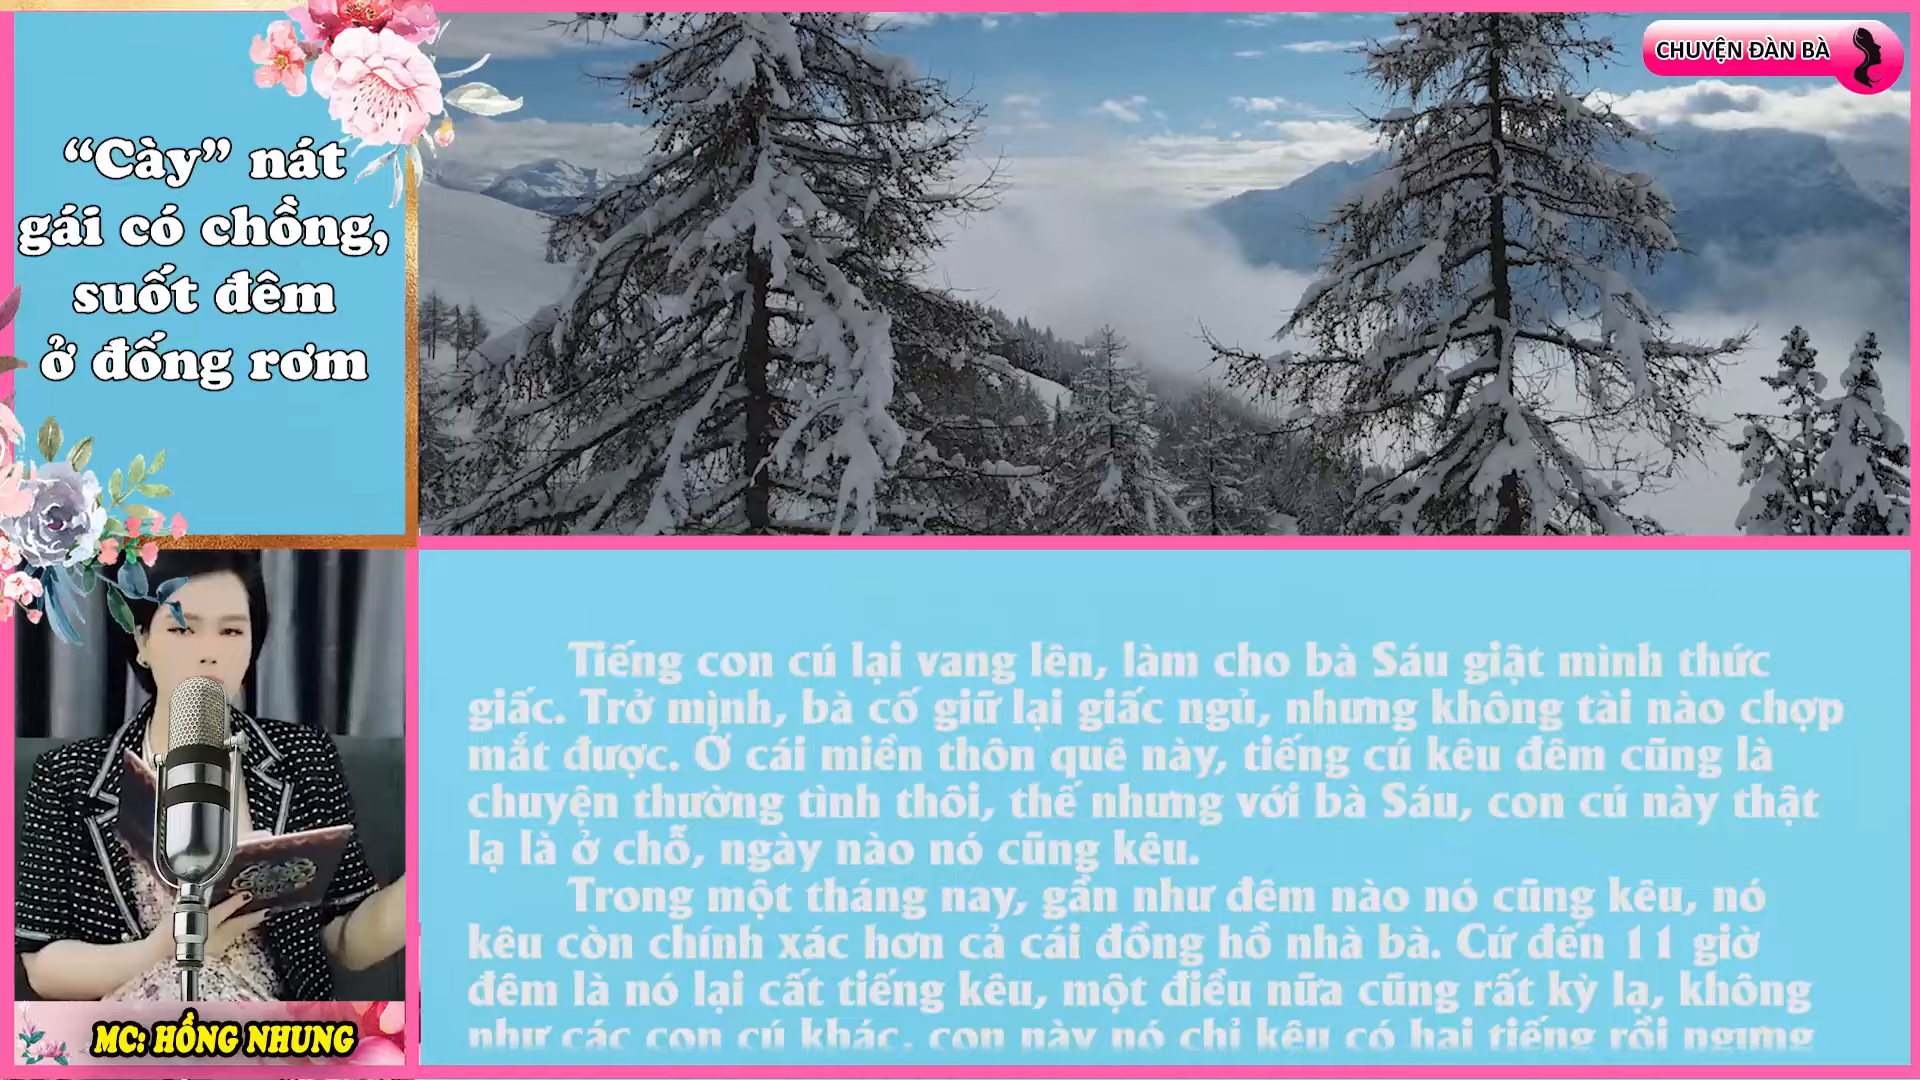 CHUYỆN ĐÀN BÀ
“Cày” nát
gái có chồng,
suốt đêm
ở đống rơm
Tiếng con cú lại vang lên, làm cho bà Sáu giật mình thức
giấc. Trở mình, bà cố giữ lại giấc ngủ, nhưng không tài nào chợp
mắt được. Ở cái miền thôn quê này, tiếng cú kêu đêm cũng là
chuyện thường tình thôi, thế nhưng với bà Sáu, con cú này thật
lạ là ở chỗ, ngày nào nó cũng kêu.
Trong một tháng nay, gần như đêm nào nó cũng kêu, nó
kêu còn chính xác hơn cả cái đồng hồ nhà bà. Cứ đến 11 giờ
đêm là nó lại cất tiếng kêu, một điều nữa cũng rất kỳ lạ, không
như các con cú khác, con này nó chỉ kêu có hai tiếng rồi ngưng
MC: HỒNG NHUNG